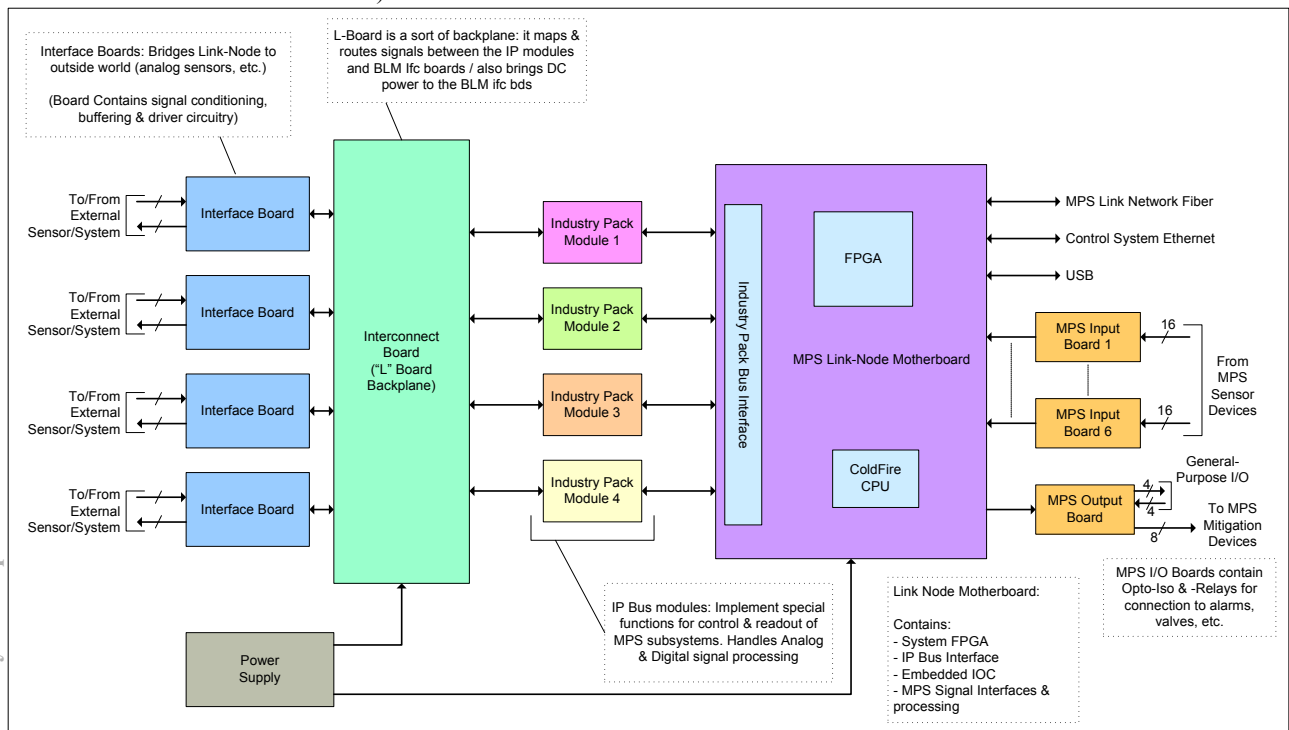 Interface Boards: Bridges Link-Node to
outside world (analog sensors, etc.)
(Board Contains signal conditioning,
buffering & driver circuitry)
L-Board is a sort of backplane: it maps &
routes signals between the IP modules
and BLM Ifc boards / also brings DC
power to the BLM ifc bds
To/From
External
Sensor/System
Interface Board
To/From
External
Sensor/System
Interface Board
To/From
External
Sensor/System
Interface Board
To/From
External
Sensor/System
Interface Board
Interconnect
Board
("L" Board
Backplane)
Industry Pack
Module 1
Industry Pack
Module 2
Industry Pack
Module 3
Industry Pack
Module 4
Industry Pack Bus Interface
FPGA
MPS Link-Node Motherboard
ColdFire
CPU
MPS Link Network Fiber
Control System Ethernet
USB
MPS Input
Board 1
16
MPS Input
Board 6
16
From
MPS
Sensor
Devices
MPS Output
Board
4
4
8
General-
Purpose I/O
To MPS
Mitigation
Devices
MPS I/O Boards contain
Opto-Iso & -Relays for
connection to alarms,
valves, etc.
Power
Supply
IP Bus modules: Implement special
functions for control & readout of
MPS subsystems. Handles Analog
& Digital signal processing
Link Node Motherboard:
Contains:
- System FPGA
- IP Bus Interface
- Embedded IOC
- MPS Signal Interfaces &
processing